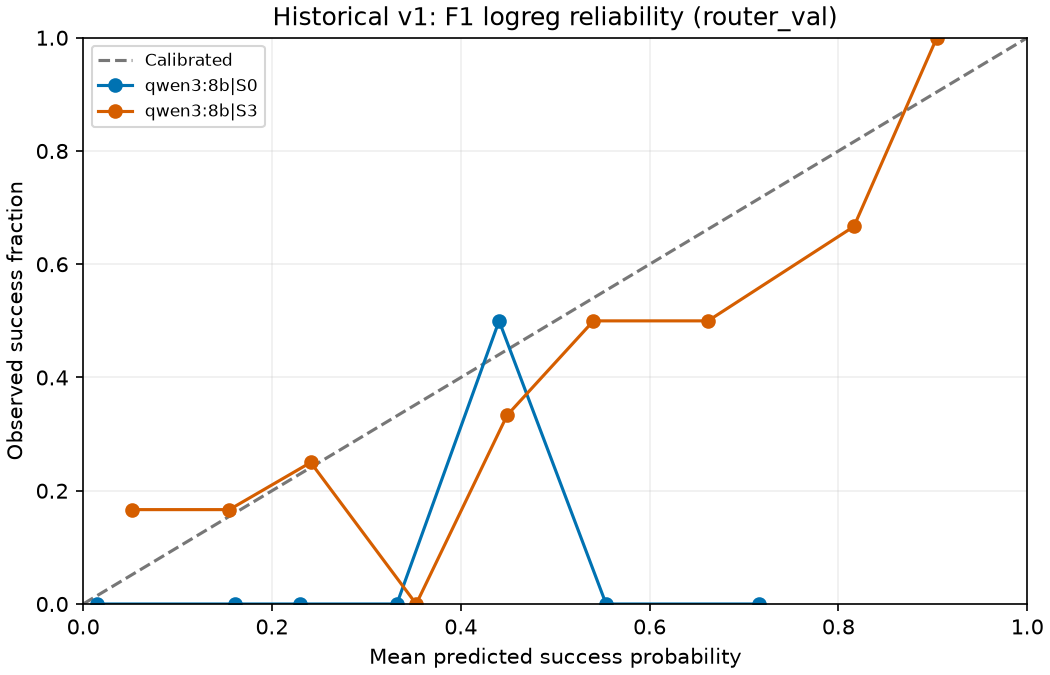 Historical v1: F1 logreg reliability (router_val)
Calibrated
qwen3:8b|S0
qwen3:8b|S3
Observed success fraction
1.0
0.8
0.6
0.4
0.2
0.0
0.0 0.2 0.4 0.6 0.8 1.0
Mean predicted success probability